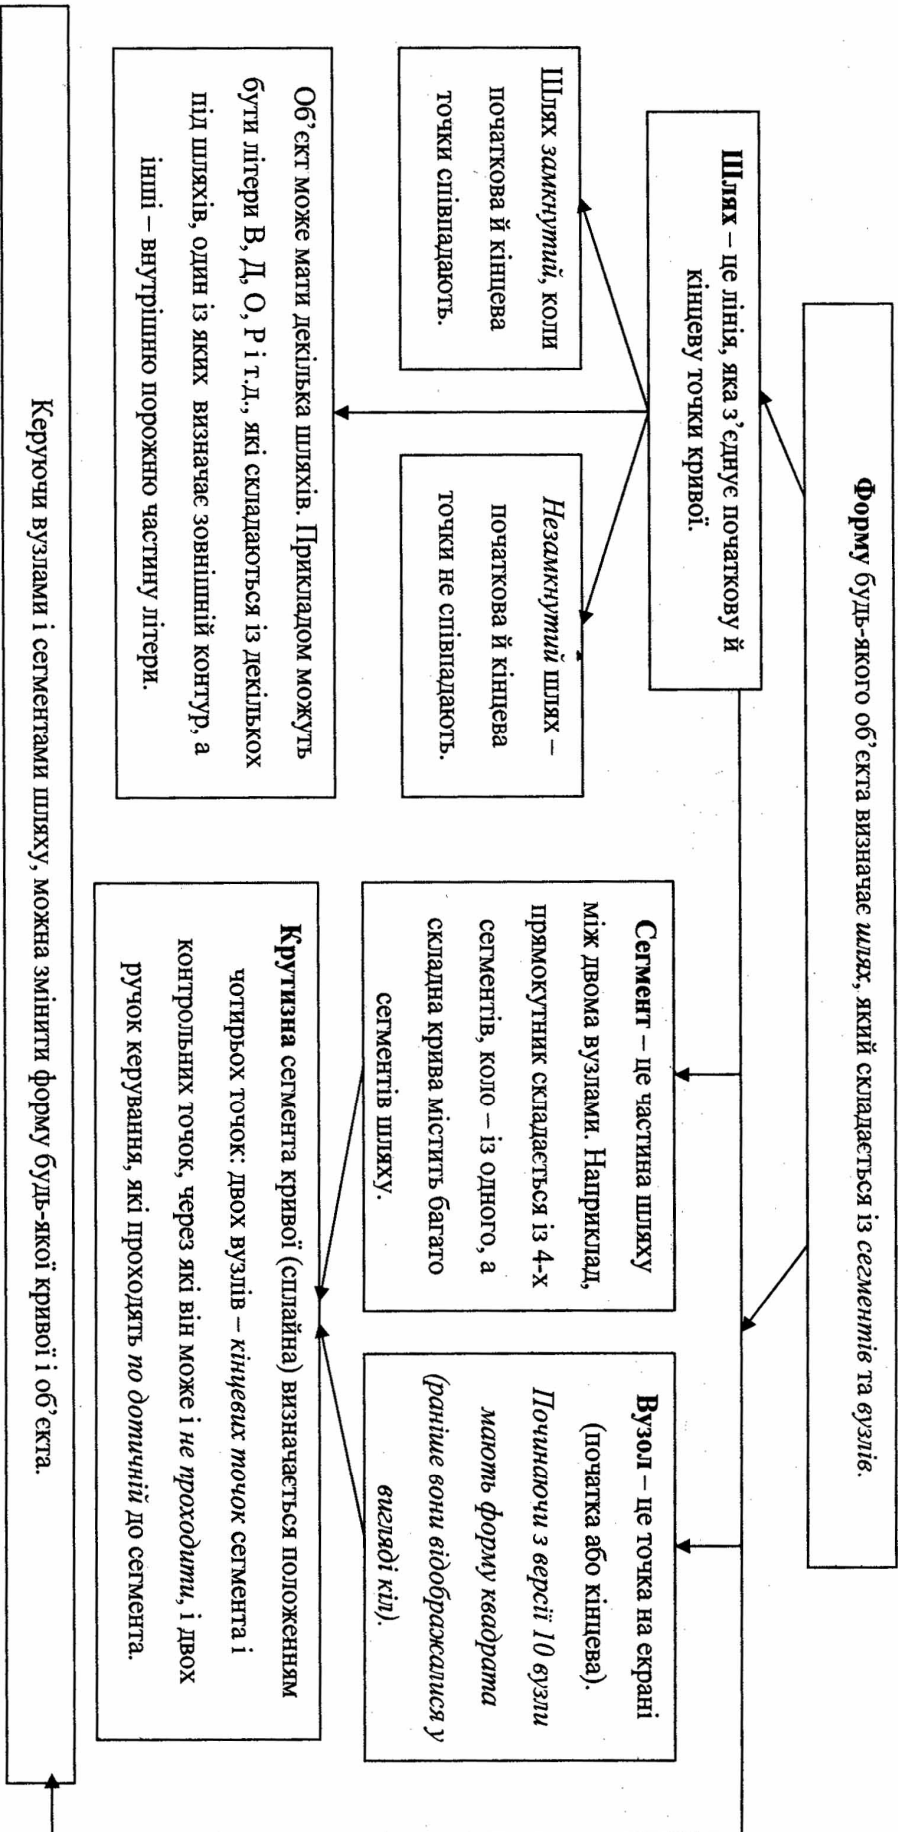 Форму будь-якого об’єкта визначає шлях, який складається із сегментів та вузлів.
Шлях – це лінія, яка з’єднує початкову й
кінцеву точки кривої.
Шлях замкнутий, коли
початкова й кінцева
точки співпадають.
Незамкнутий шлях –
початкова й кінцева
точки не співпадають.
Об’єкт може мати декілька шляхів. Прикладом можуть
бути літери В, Д, О, Р і т.д., які складаються із декількох
під шляхів, один із яких визначає зовнішній контур, а
інші – внутрішню порожню частину літери.
Сегмент – це частина шляху
між двома вузлами. Наприклад,
прямокутник складається із 4-х
сегментів, коло – із одного, а
складна крива містить багато
сегментів шляху.
Вузол – це точка на екрані
(початка або кінцева).
Починаючи з версії 10 вузли
мають форму квадрата
(раніше вони відображалися у
вигляді кіл).
Крутизна сегмента кривої (сплайна) визначається положенням
чотирьох точок: двох вузлів – кінцевих точок сегмента і
контрольних точок, через які він може і не проходити, і двох
ручок керування, які проходять по дотичній до сегмента.
Керуючи вузлами і сегментами шляху, можна змінити форму будь-якої кривої і об’єкта.